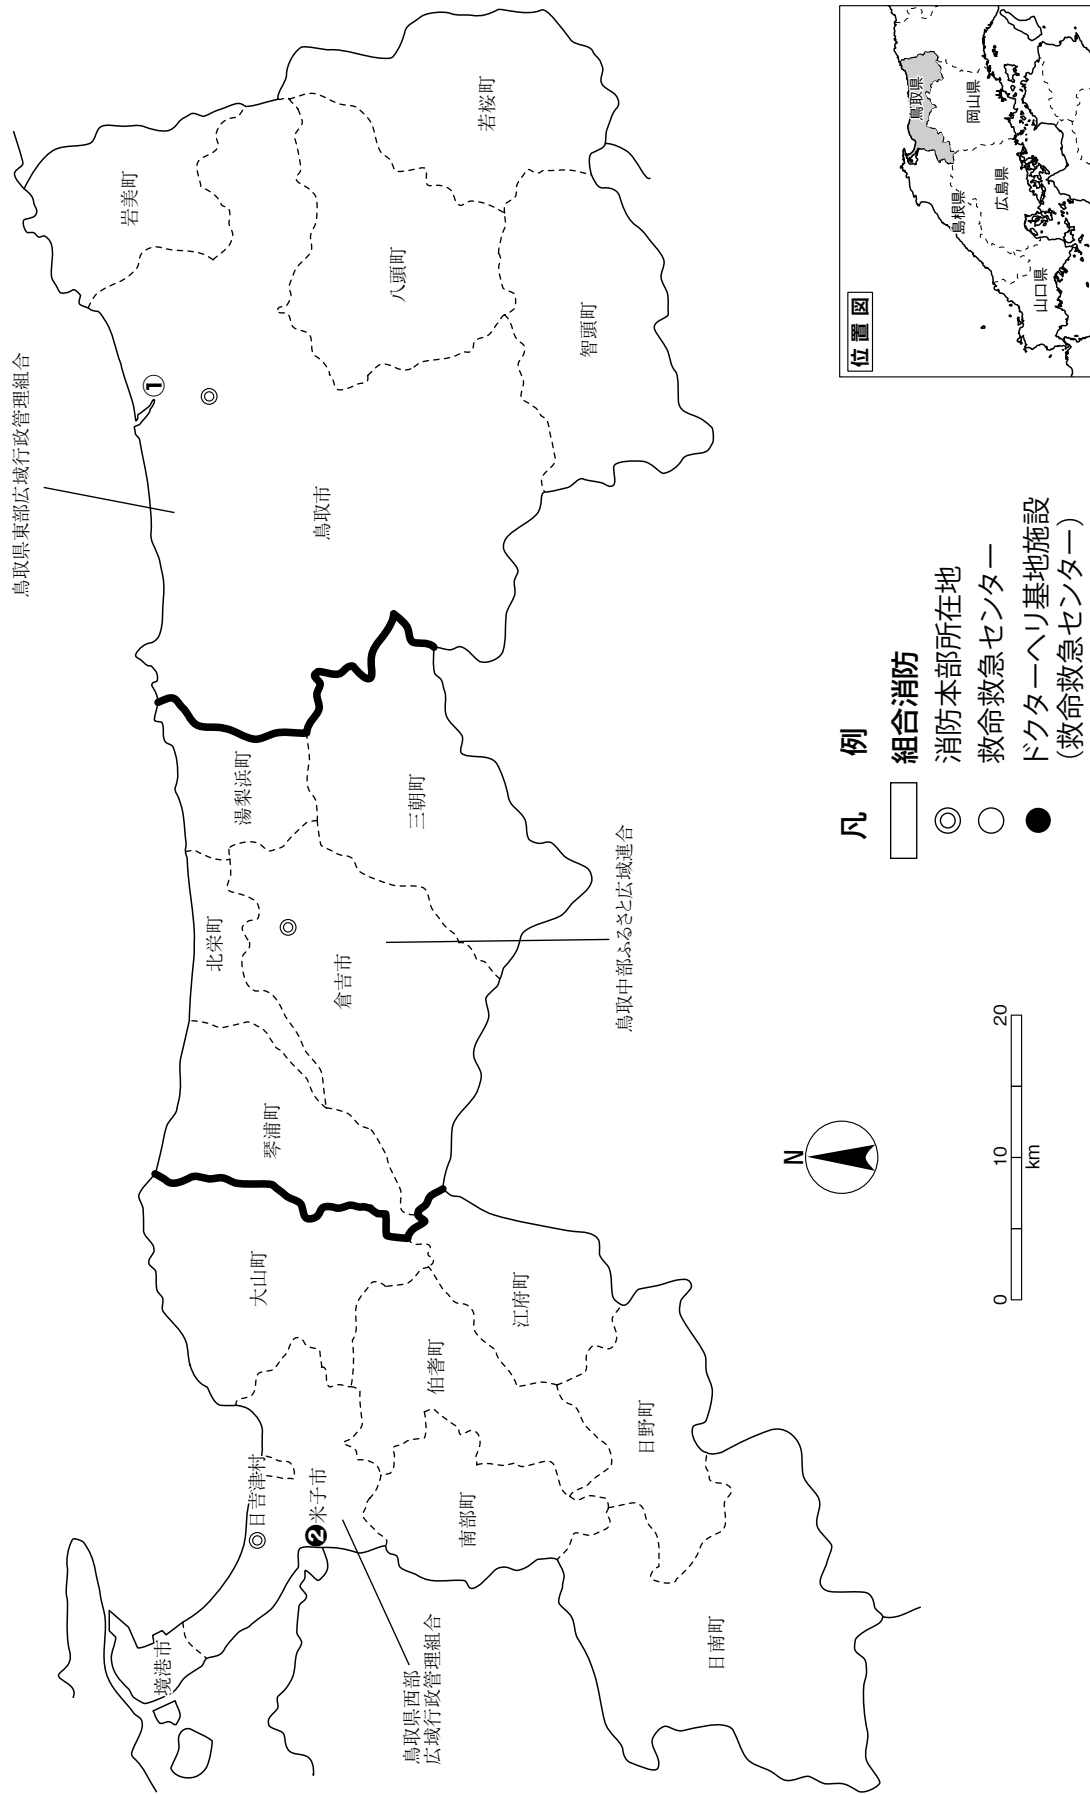 鳥取県東部広域行政管理組合
岩美町
若桜町
八頭町
智頭町
①
鳥取市
湯梨浜町
三朝町
北栄町
倉吉市
琴浦町
鳥取中部ふるさと広域連合
大山町
江府町
伯耆町
日野町
日吉津村
❷米子市
南部町
日南町
境港市
鳥取県西部
広域行政管理組合
N
0 10 20
km
凡例
組合消防
消防本部所在地
救命救急センター
ドクターヘリ基地施設
(救命救急センター)
位置図
鳥取県
岡山県
島根県
広島県
山口県